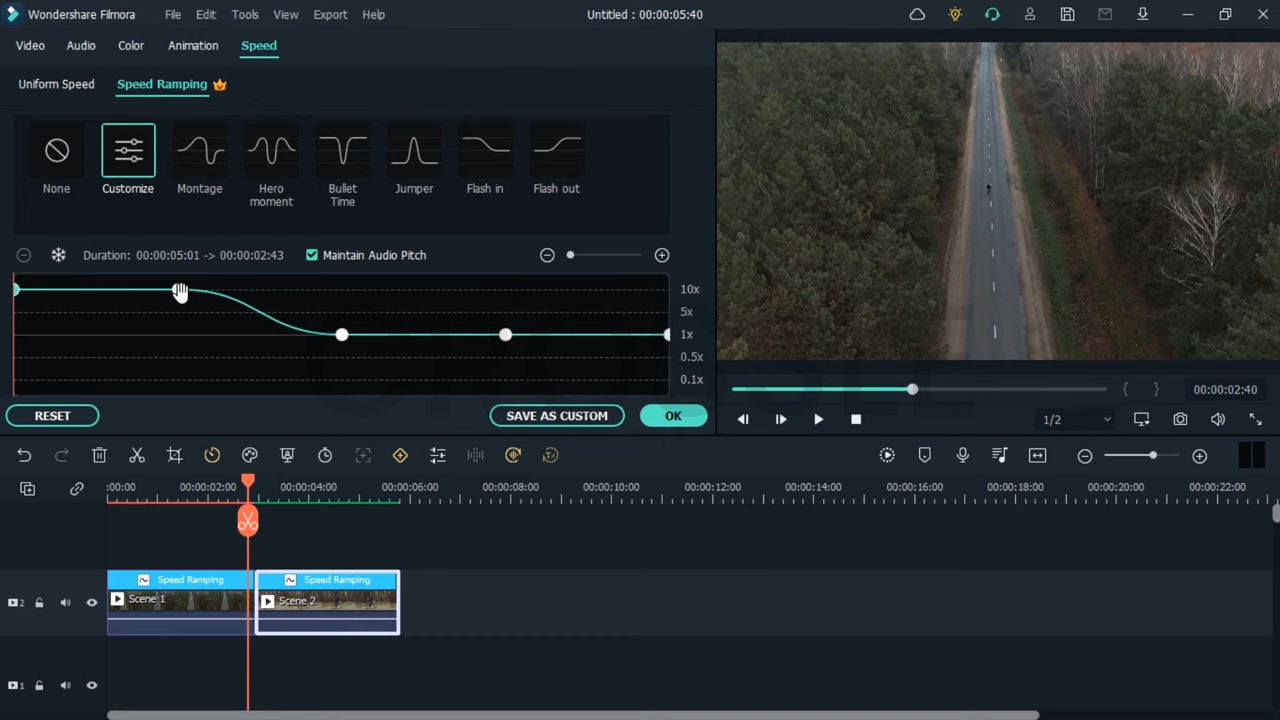 Wondershare Filmora File Edit Tools View Export Help Untitled : 00:00:05:40
Video Audio Color Animation Speed
Uniform Speed Speed Ramping
None Customize Montage Hero moment Bullet Time Jumper Flash in Flash out
Duration: 00:00:05:01 -> 00:00:02:43 Maintain Audio Pitch
10x
5x
1x
0.5x
0.1x
RESET SAVE AS CUSTOM OK
00:00:02:40
1/2
:00:00 00:00:02:00 00:00:04:00 00:00:06:00 00:00:08:00 00:00:10:00 00:00:12:00 00:00:14:00 00:00:16:00 00:00:18:00 00:00:20:00 00:00:22:00
Speed Ramping Speed Ramping
2 Scene 1 Scene 2
1